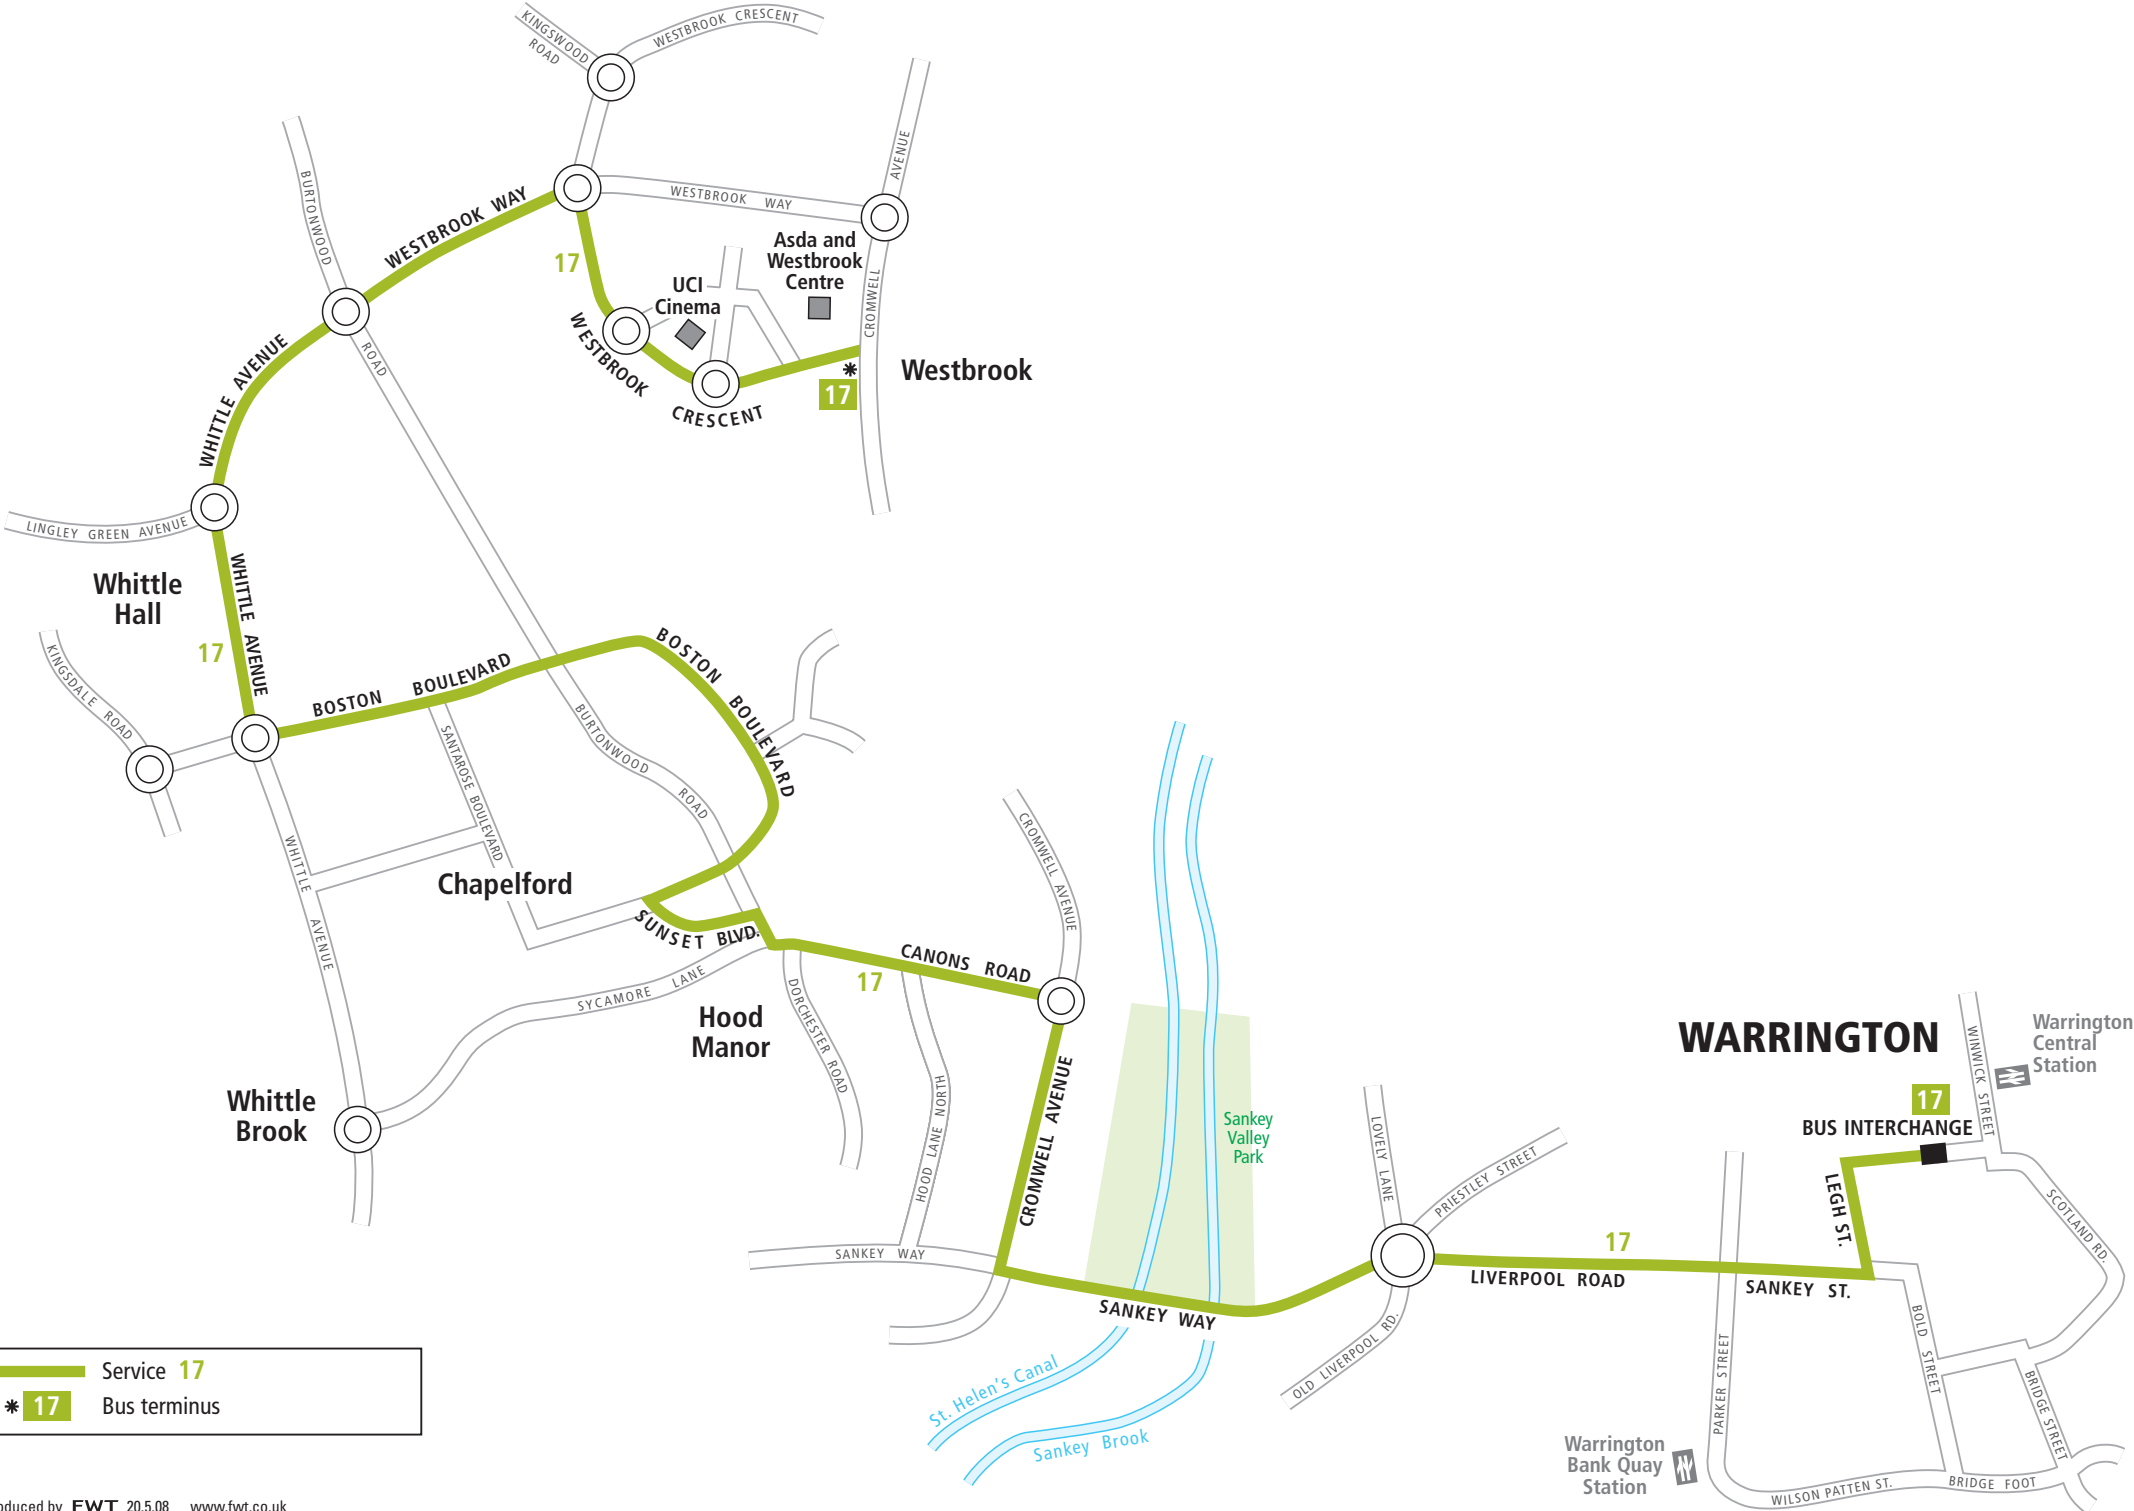 KINGSWOOD
ROAD
WESTBROOK CRESCENT
BURTONWOOD
ROAD
WESTBROOK WAY
WESTBROOK WAY
AVENUE
CROMWELL
17
UCI
Cinema
Asda and
Westbrook
Centre
WESTBROOK
CRESCENT
* 17
Westbrook
WHITTLE AVENUE
LINGLEY GREEN AVENUE
Whittle
Hall
WHITTLE AVENUE
17
KINGSDALE ROAD
BOSTON BOULEVARD
BOSTON BOULEVARD
SANTAROSE BOULEVARD
BURTONWOOD
ROAD
WHITTLE
AVENUE
Chapelford
SUNSET BLVD.
SYCAMORE LANE
Hood
Manor
DORCHESTER ROAD
17
CANONS ROAD
CROMWELL AVENUE
HOOD LANE NORTH
CROMWELL AVENUE
Whittle
Brook
SANKEY WAY
SANKEY WAY
Sankey
Valley
Park
St. Helen's Canal
Sankey Brook
LOVELY LANE
PRIESTLEY STREET
OLD LIVERPOOL RD.
17
LIVERPOOL ROAD
SANKEY ST.
WARRINGTON
17
BUS INTERCHANGE
LEGH ST.
WINWICK STREET
Warrington
Central
Station
SCOTLAND RD.
BOLD STREET
BRIDGE STREET
PARKER STREET
Warrington
Bank Quay
Station
WILSON PATTEN ST.
BRIDGE FOOT
Service 17
* 17 Bus terminus
oduced by FWT 20.5.08 www.fwt.co.uk